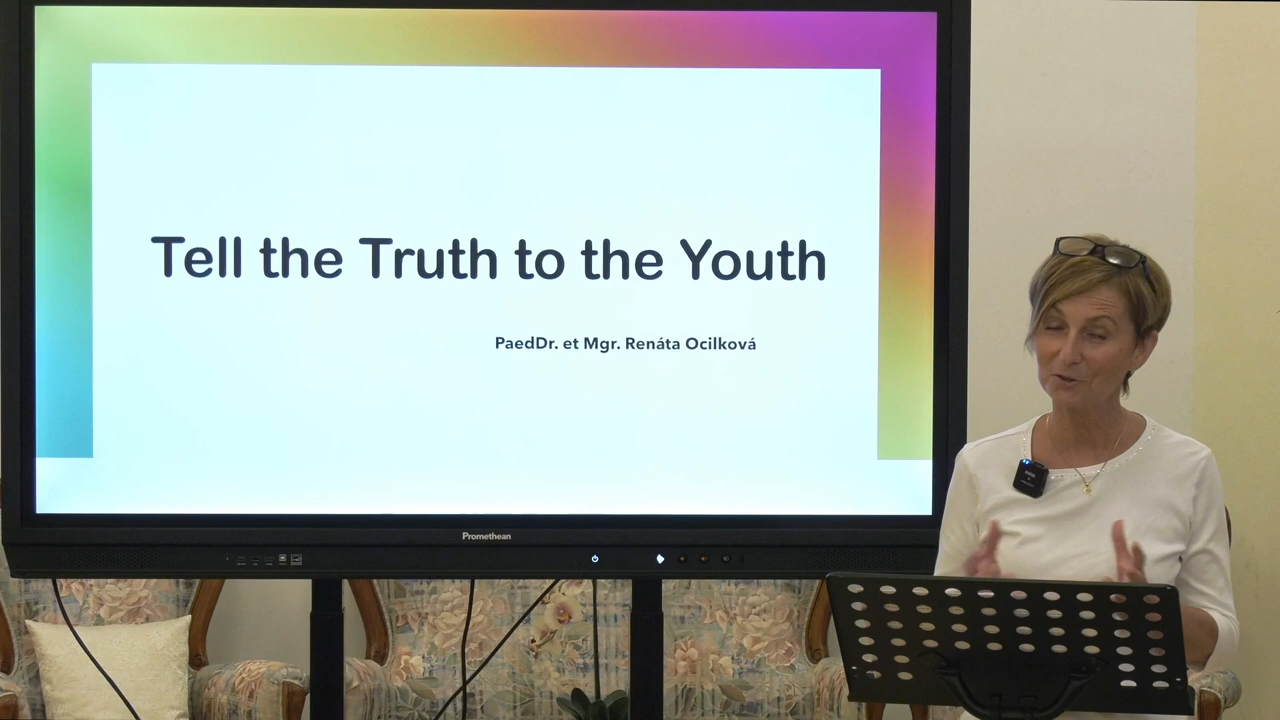 Tell the Truth to the Youth
PaedDr. et Mgr. Renáta Ocilková
Promethean